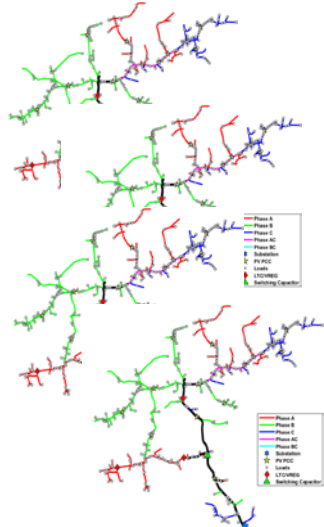 Phase A
Phase B
Phase C
Phase AC
Phase BC
Substation
PV PCC
Loads
LTC/VREG
Switching Capacitor
Phase A
Phase B
Phase C
Phase AC
Phase BC
Substation
PV PCC
Loads
LTC/VREG
Switching Capacitor